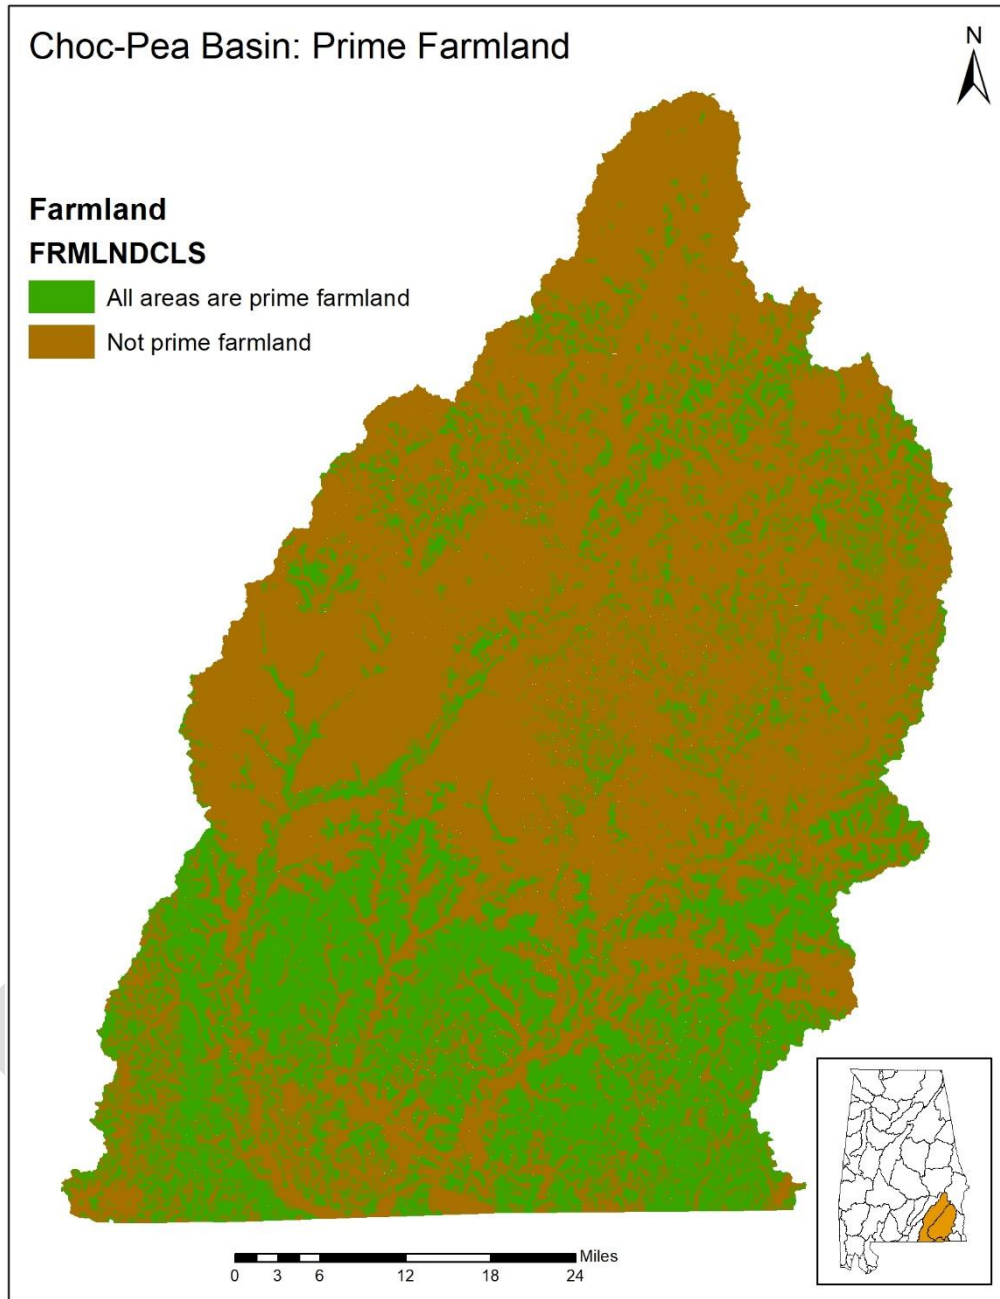 Choc-Pea Basin: Prime Farmland
N
Farmland
FRMLNDCLS
All areas are prime farmland
Not prime farmland
Miles
0 3 6 12 18 24